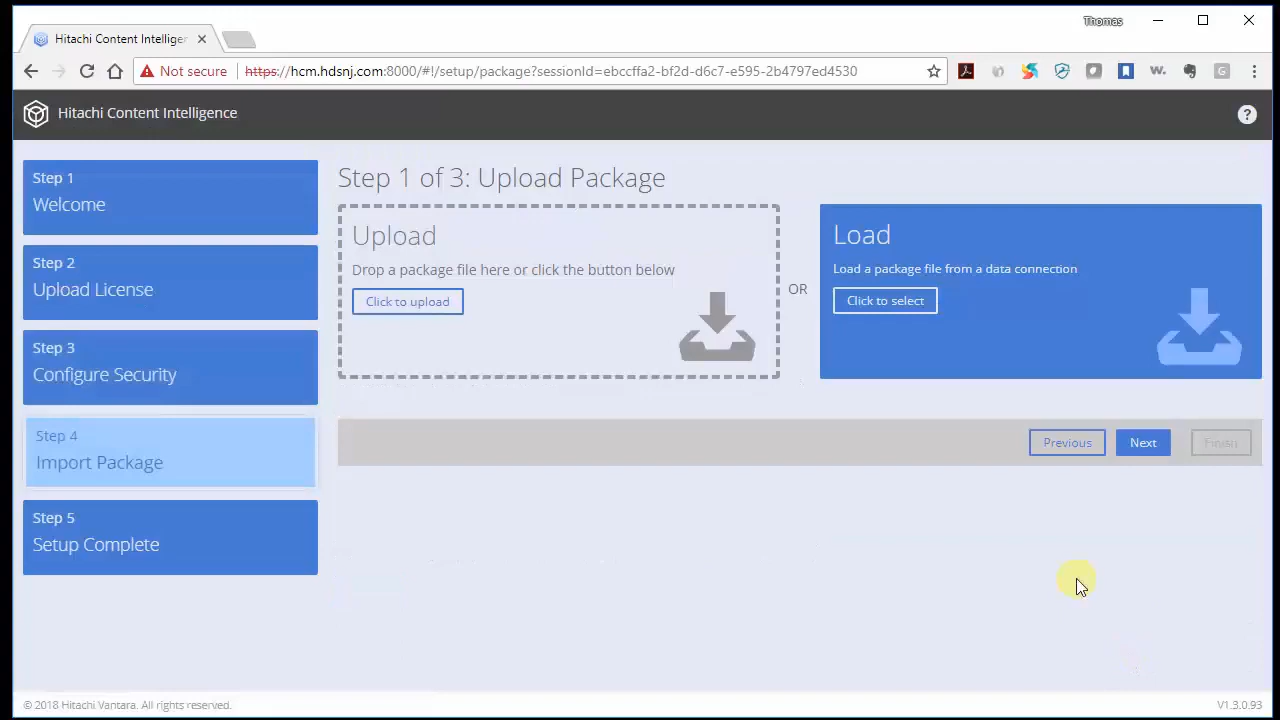 Thomas
Hitachi Content Intelliger
Not secure
https://hcm.hdsnj.com:8000/#!/setup/package?sessionId=ebccffa2-bf2d-d6c7-e595-2b4797ed4530
w.
G
Hitachi Content Intelligence
?
Step 1
Welcome
Step 2
Upload License
Step 3
Configure Security
Step 4
Import Package
Step 5
Setup Complete
Step 1 of 3: Upload Package
Upload
Drop a package file here or click the button below
Click to upload
OR
Load
Load a package file from a data connection
Click to select
Previous
Next
Finish
© 2018 Hitachi Vantara. All rights reserved.
V1.3.0.93